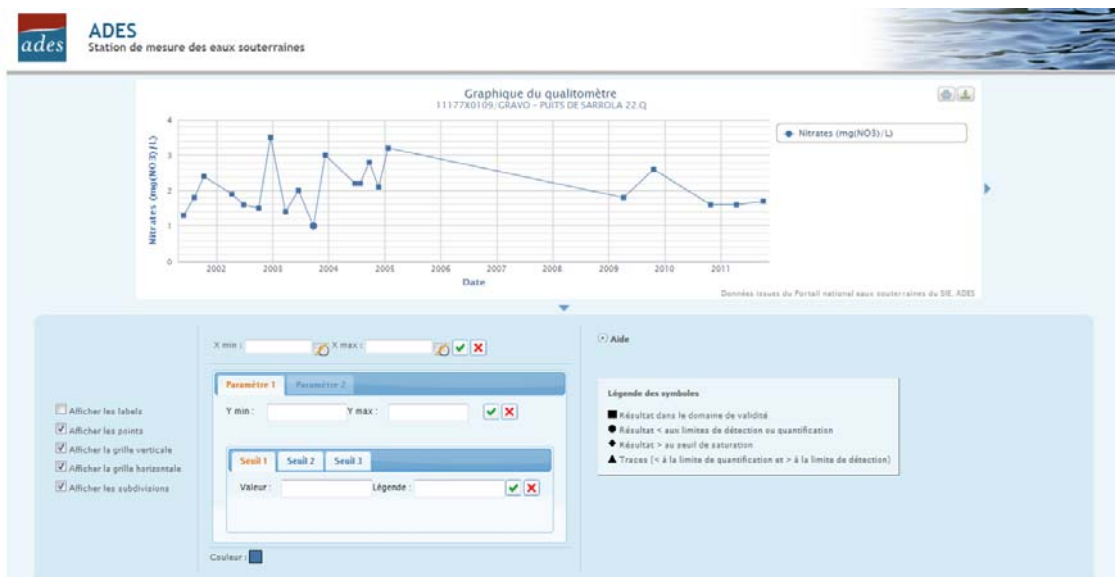 ades
ADES
Station de mesure des eaux souterraines
Graphique du qualitomètre
11177X0109/GRAVO - PUITS DE SARROLA 22.Q
Nitrates (mg(NO3)/L)
4
3
2
1
0
Nitrates (mg(NO3)/L)
2002 2003 2004 2005 2006 2007 2008 2009 2010 2011
Date
Données issues du Portail national eaux souterraines du SIE, ADES
X min : X max :
Aide
Paramètre 1 Paramètre 2
Y min : Y max :
Seuil 1 Seuil 2 Seuil 3
Valeur : Légende :
Couleur :
Afficher les labels
Afficher les points
Afficher la grille verticale
Afficher la grille horizontale
Afficher les subdivisions
Légende des symboles
Résultat dans le domaine de validité
Résultat < aux limites de détection ou quantification
Résultat > au seuil de saturation
Traces (< à la limite de quantification et > à la limite de détection)